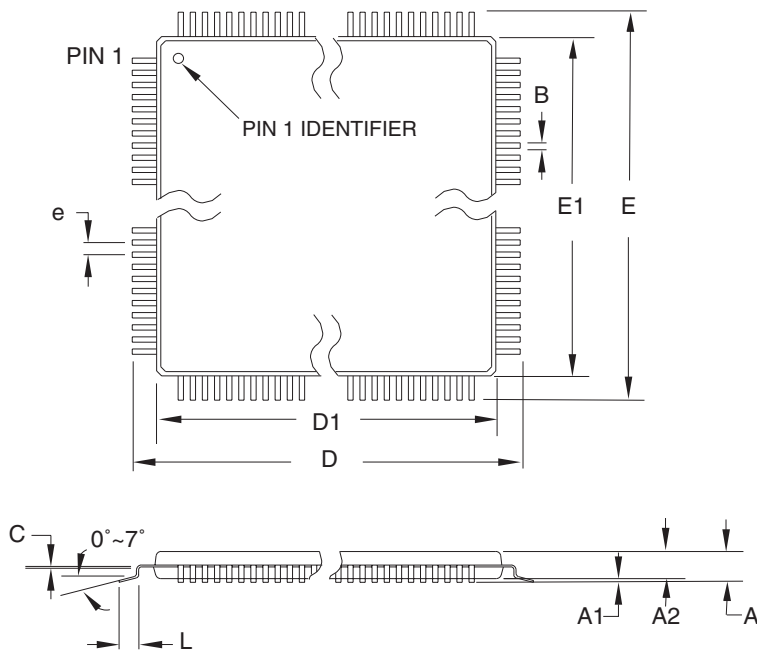 PIN 1
PIN 1 IDENTIFIER
B
e
E1
E
D1
D
C
0°~7°
L
A1
A2
A